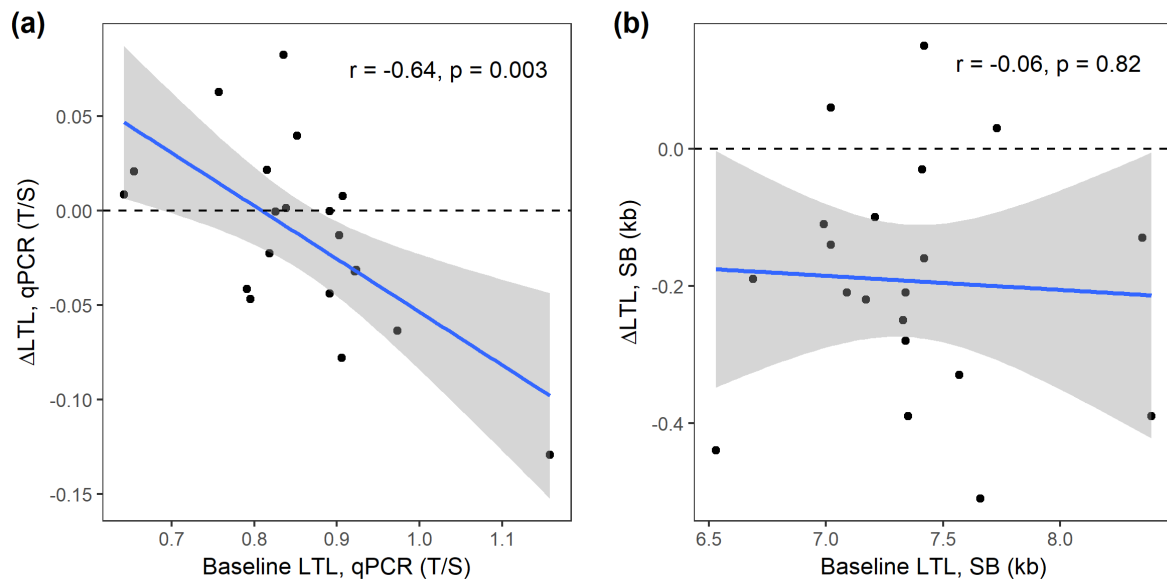 (a)
r = -0.64, p = 0.003
ΔLTL, qPCR (T/S)
0.05
0.00
-0.05
-0.10
-0.15
0.7 0.8 0.9 1.0 1.1
Baseline LTL, qPCR (T/S)
(b)
r = -0.06, p = 0.82
ΔLTL, SB (kb)
0.0
-0.2
-0.4
6.5 7.0 7.5 8.0
Baseline LTL, SB (kb)